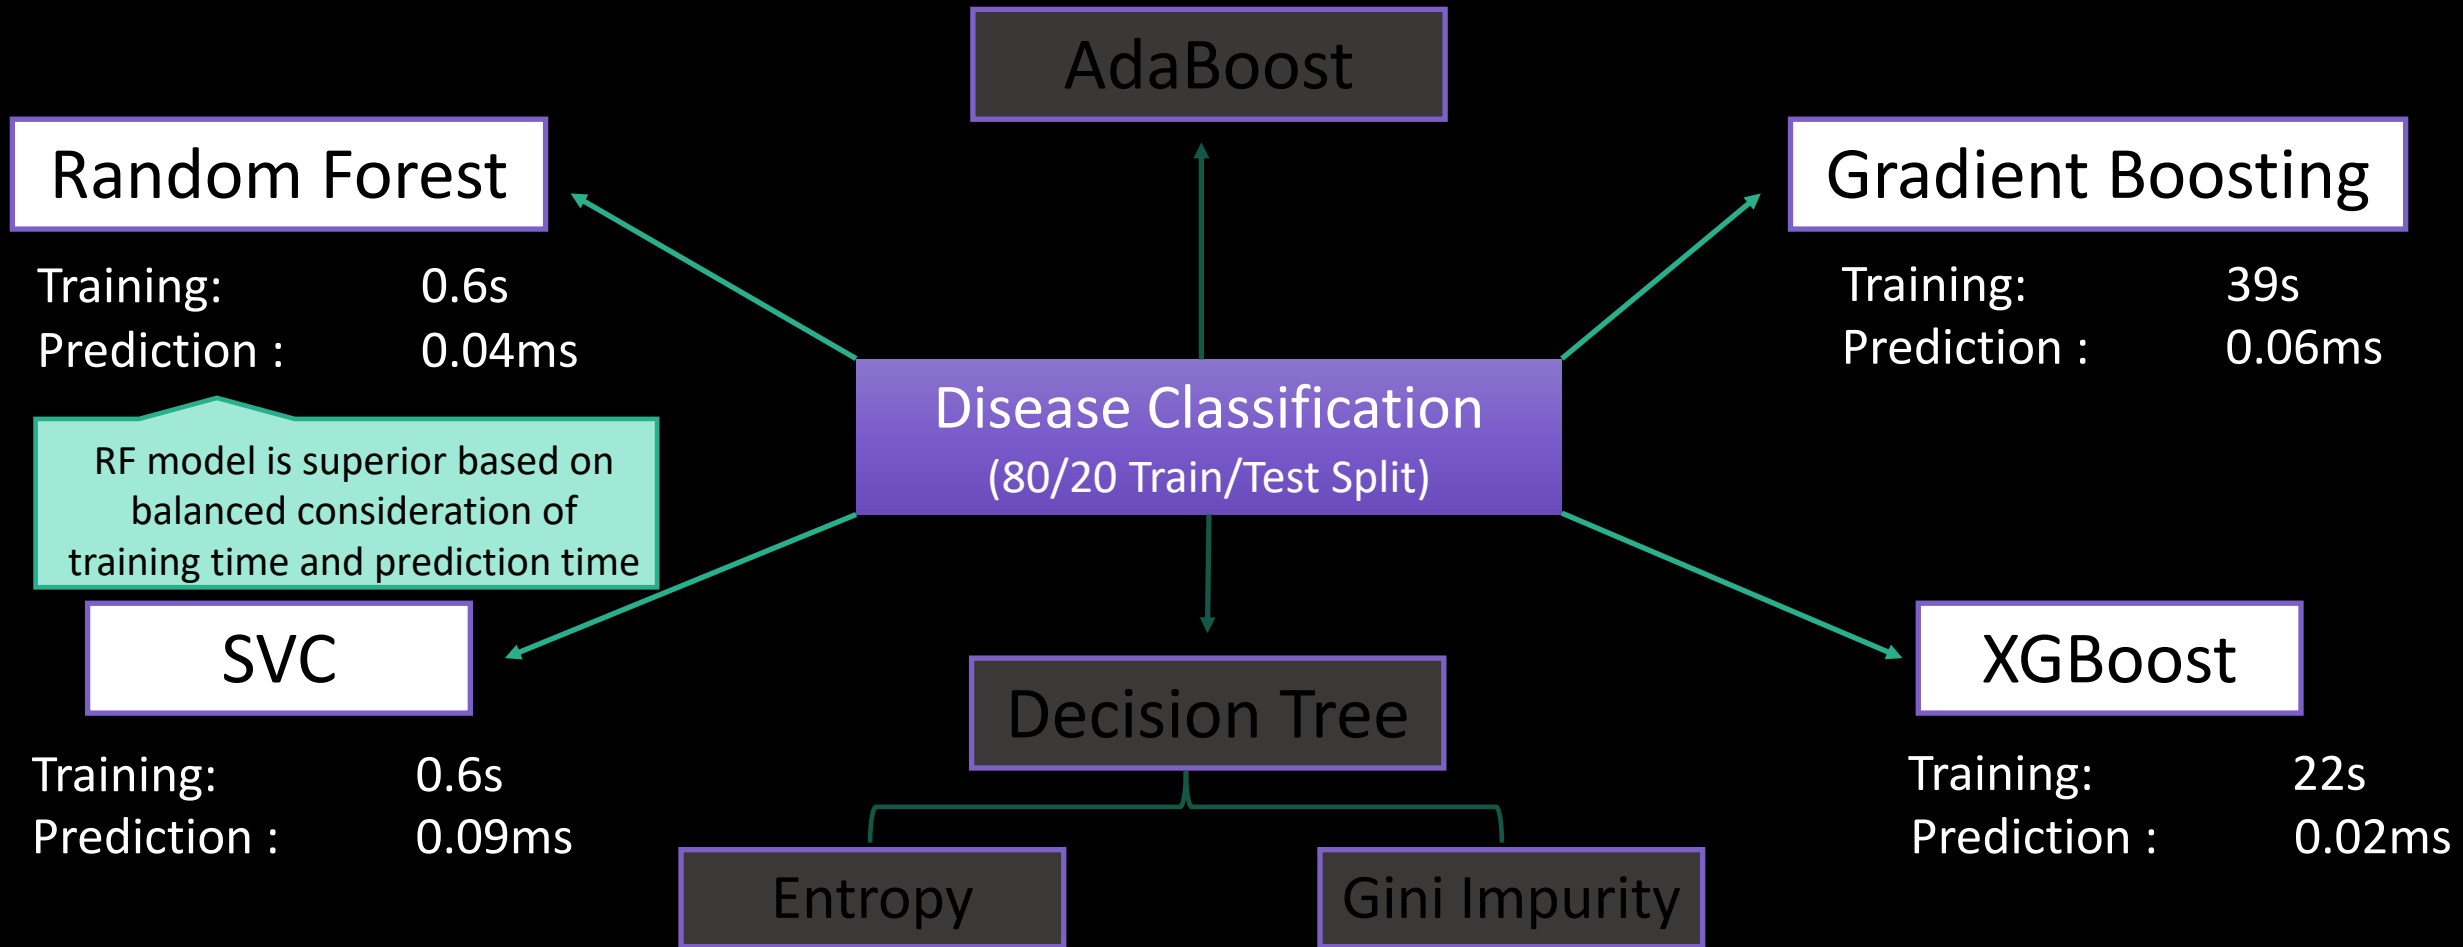 AdaBoost
Random Forest
Training: 0.6s
Prediction : 0.04ms
RF model is superior based on
balanced consideration of
training time and prediction time
Gradient Boosting
Training: 39s
Prediction : 0.06ms
Disease Classification
(80/20 Train/Test Split)
SVC
Training: 0.6s
Prediction : 0.09ms
Decision Tree
Entropy
Gini Impurity
XGBoost
Training: 22s
Prediction : 0.02ms